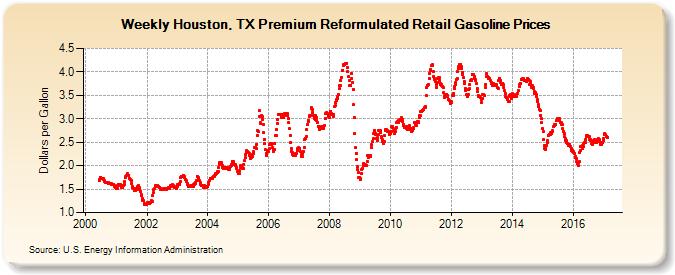 Weekly Houston, TX Premium Reformulated Retail Gasoline Prices
Dollars per Gallon
4.5
4.0
3.5
3.0
2.5
2.0
1.5
1.0
2000 2002 2004 2006 2008 2010 2012 2014 2016
Source: U.S. Energy Information Administration